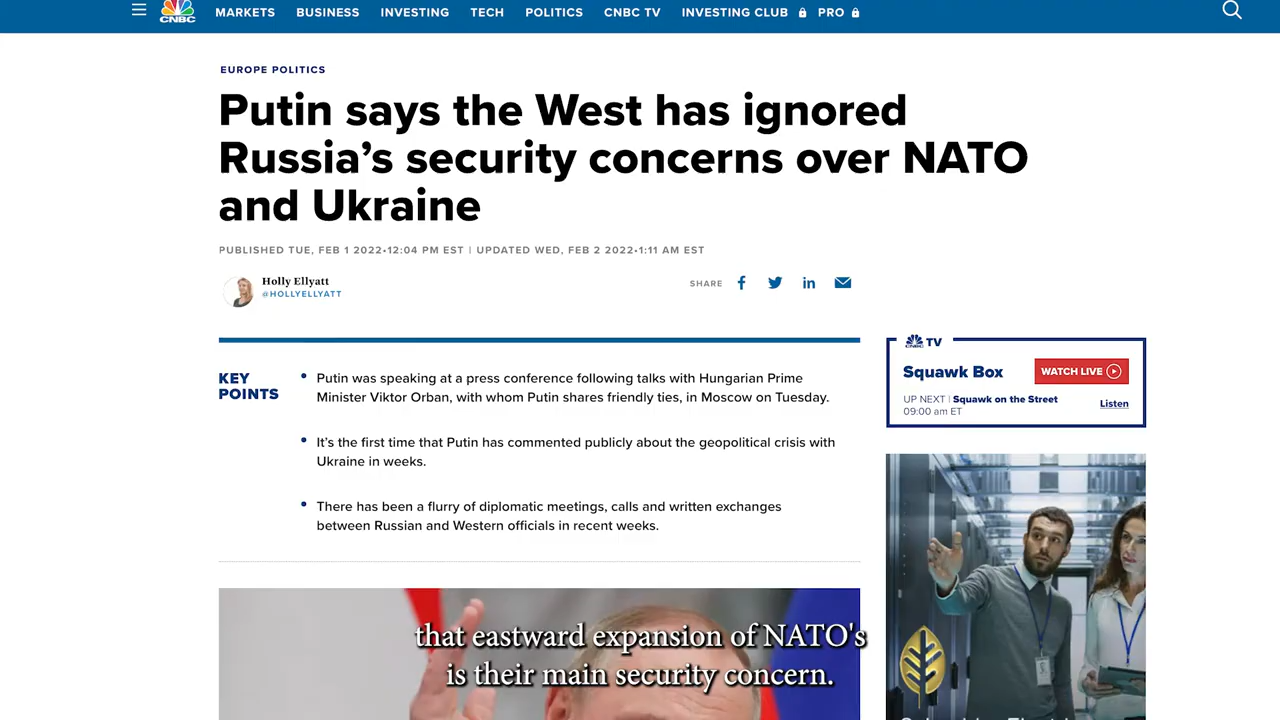 CNBC
MARKETS BUSINESS INVESTING TECH POLITICS CNBC TV INVESTING CLUB PRO
EUROPE POLITICS
Putin says the West has ignored
Russia’s security concerns over NATO
and Ukraine
PUBLISHED TUE, FEB 1 2022•12:04 PM EST | UPDATED WED, FEB 2 2022•1:11 AM EST
Holly Ellyatt
@HOLLYELLYATT
SHARE
KEY
POINTS
• Putin was speaking at a press conference following talks with Hungarian Prime
Minister Viktor Orban, with whom Putin shares friendly ties, in Moscow on Tuesday.
• It’s the first time that Putin has commented publicly about the geopolitical crisis with
Ukraine in weeks.
• There has been a flurry of diplomatic meetings, calls and written exchanges
between Russian and Western officials in recent weeks.
CNBC TV
Squawk Box
WATCH LIVE
UP NEXT | Squawk on the Street
09:00 am ET
Listen
that eastward expansion of NATO's
is their main security concern.